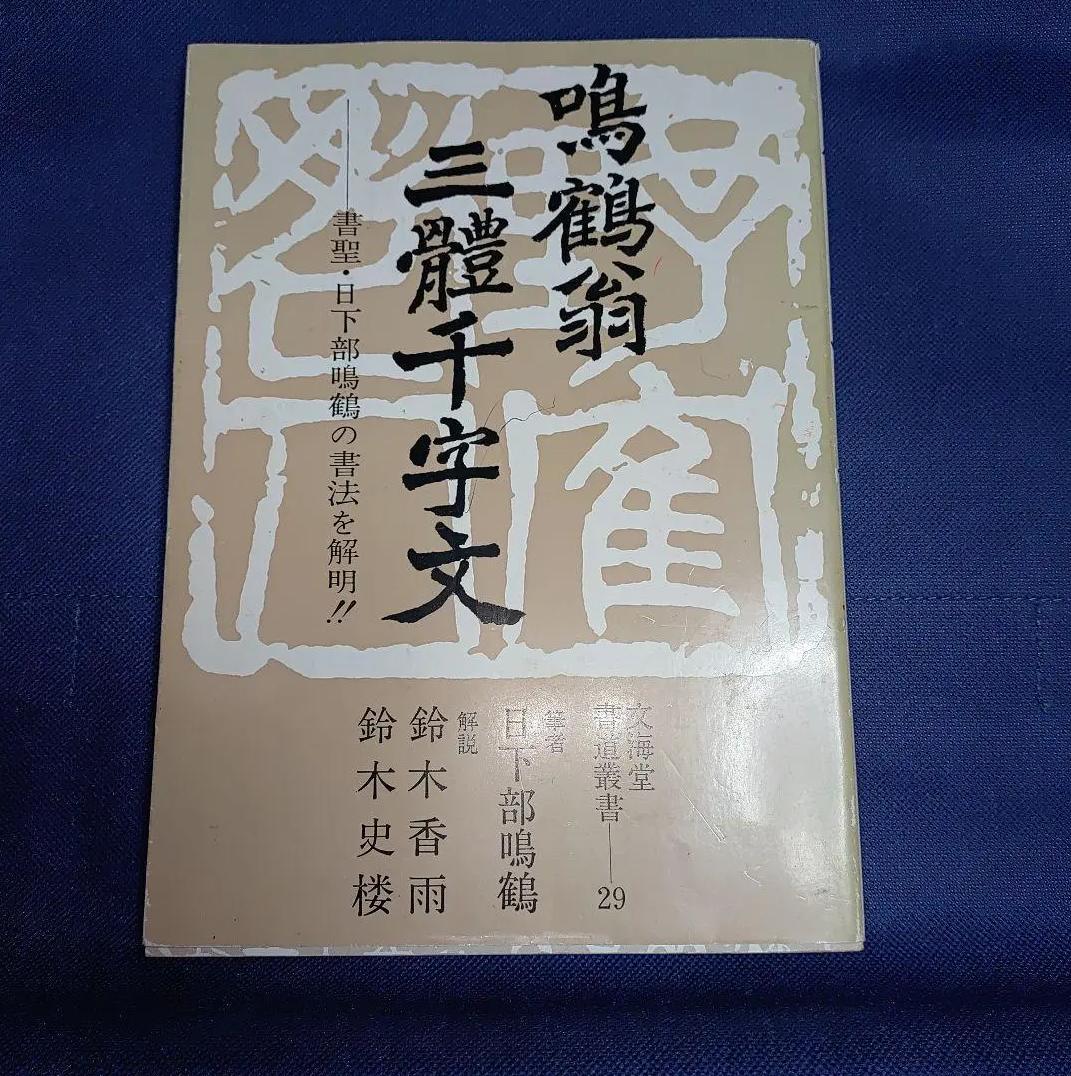 鳴鶴翁
三體千字文
――書聖・日下部鳴鶴の書法を解明!!
文海堂
書道叢書――29
筆者
日下部鳴鶴
解説
鈴木香雨
鈴木史楼